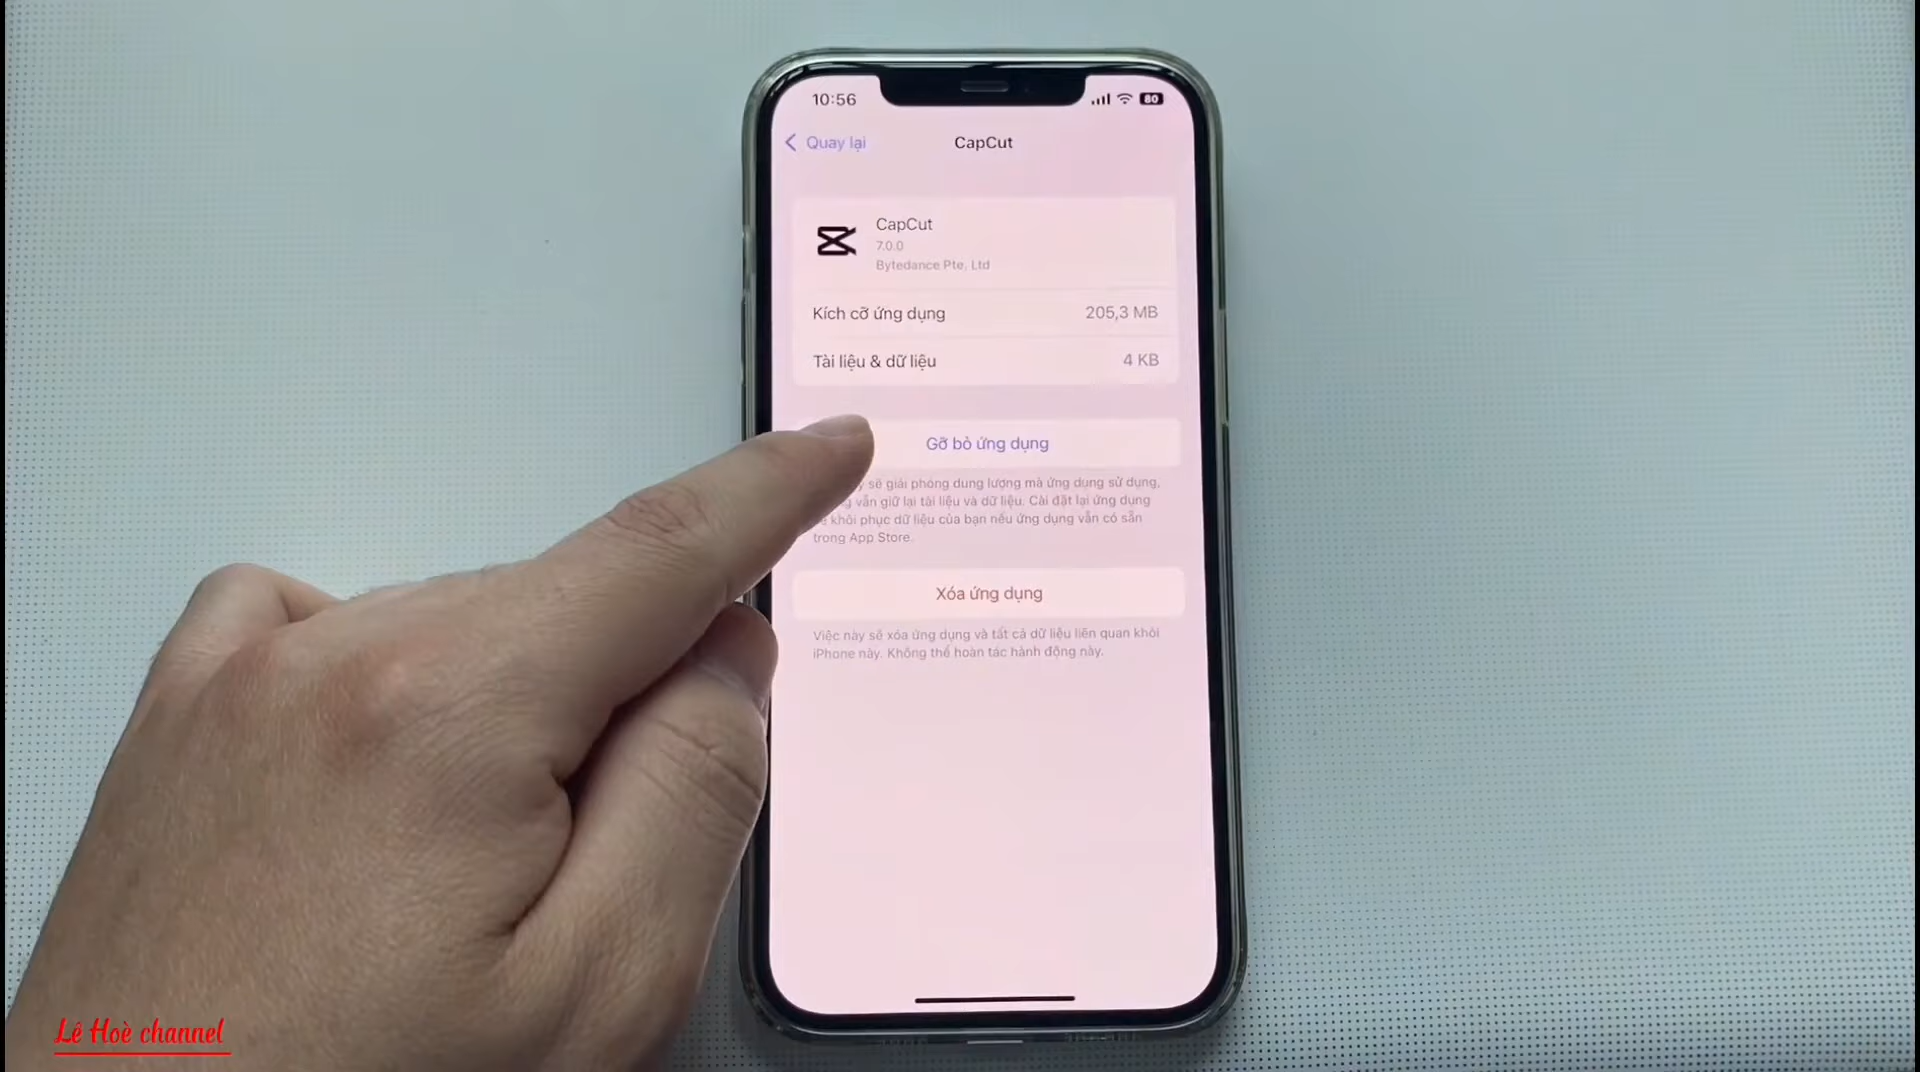 10:56
80
Quay lại
CapCut
CapCut
7.0.0
Bytedance Pte. Ltd
Kích cỡ ứng dụng 205,3 MB
Tài liệu & dữ liệu 4 KB
Gỡ bỏ ứng dụng
sẽ giải phóng dung lượng mà ứng dụng sử dụng,
vẫn giữ lại tài liệu và dữ liệu. Cài đặt lại ứng dụng
khôi phục dữ liệu của bạn nếu ứng dụng vẫn có sẵn
trong App Store.
Xóa ứng dụng
Việc này sẽ xóa ứng dụng và tất cả dữ liệu liên quan khỏi
iPhone này. Không thể hoàn tác hành động này.
Lê Hoè channel